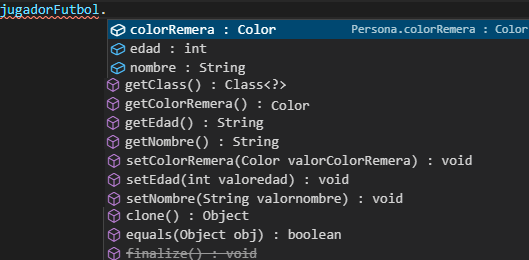 jugadorFutbol.
colorRemera : Color Persona.colorRemera : Color
edad : int
nombre : String
getClass() : Class<?>
getColorRemera() : Color
getEdad() : String
getNombre() : String
setColorRemera(Color valorColorRemera) : void
setEdad(int valoredad) : void
setNombre(String valornombre) : void
clone() : Object
equals(Object obj) : boolean
finalize() : void